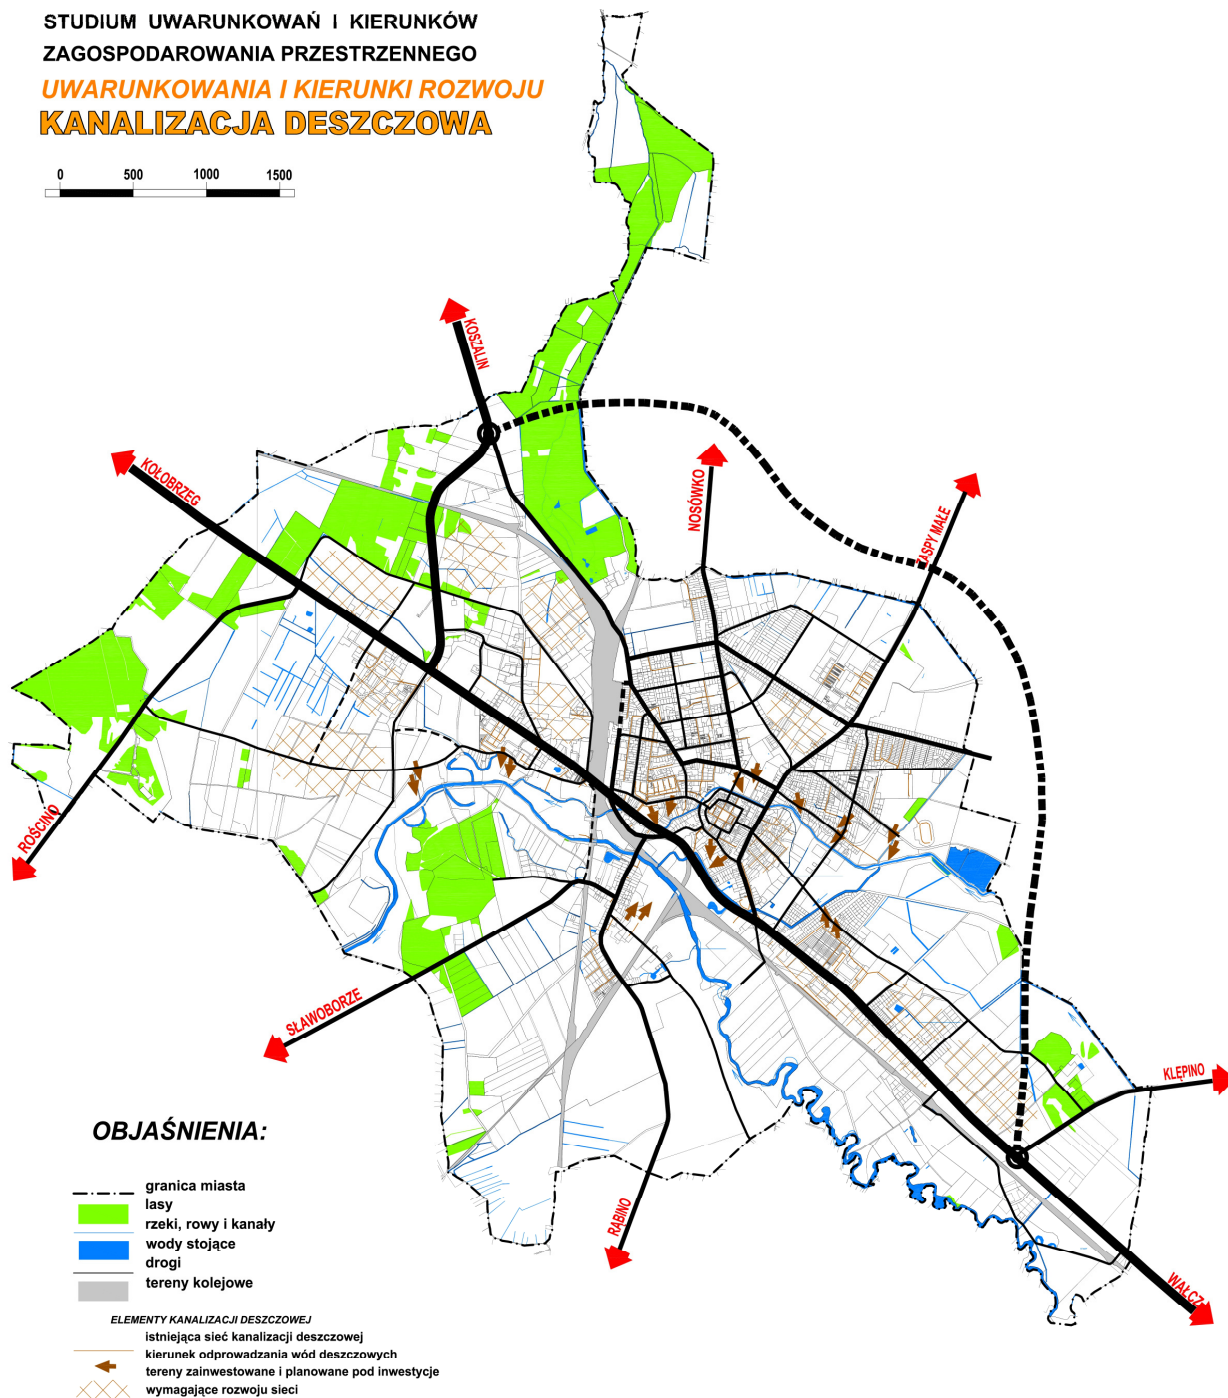 STUDIUM UWARUNKOWAŃ I KIERUNKÓW
ZAGOSPODAROWANIA PRZESTRZENNEGO
UWARUNKOWANIA I KIERUNKI ROZWOJU
KANALIZACJA DESZCZOWA
0 500 1000 1500
KOSZALIN
KOŁOBRZEG
NOSÓWKO
ZASPY MAŁE
ROŚCINO
SŁAWOBORZE
KLĘPINO
RĄBINO
WAŁCZ
OBJAŚNIENIA:
granica miasta
lasy
rzeki, rowy i kanały
wody stojące
drogi
tereny kolejowe
ELEMENTY KANALIZACJI DESZCZOWEJ
istniejąca sieć kanalizacji deszczowej
kierunek odprowadzania wód deszczowych
tereny zainwestowane i planowane pod inwestycje
wymagające rozwoju sieci